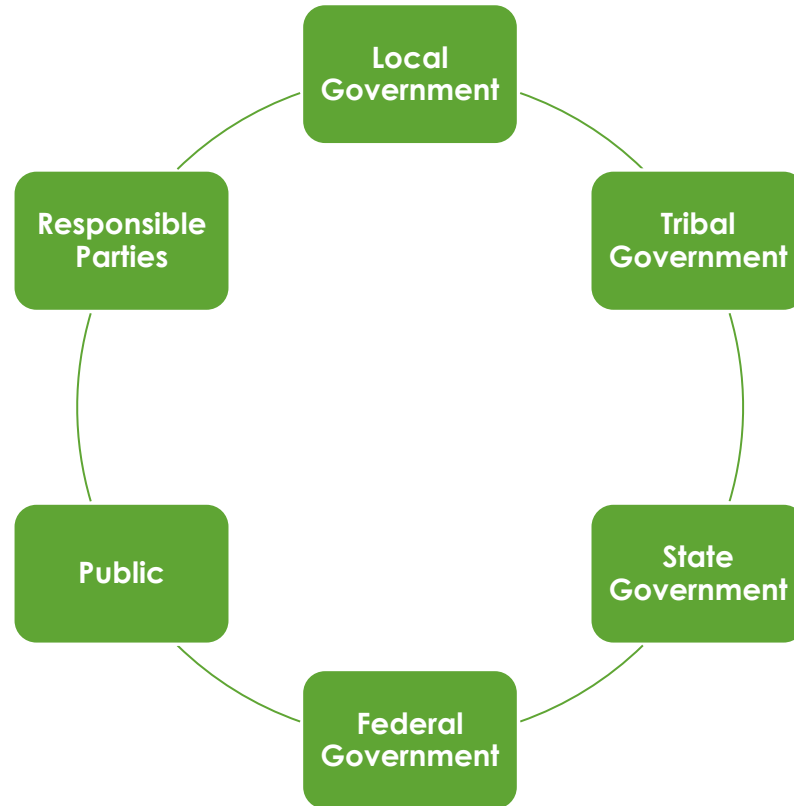 Local
Government
Responsible
Parties
Tribal
Government
Public
State
Government
Federal
Government